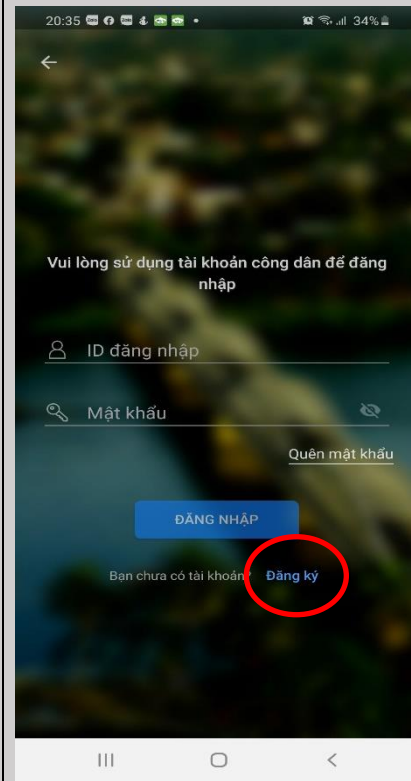 20:35
34%
Vui lòng sử dụng tài khoản công dân để đăng
nhập
ID đăng nhập
Mật khẩu
Quên mật khẩu
ĐĂNG NHẬP
Bạn chưa có tài khoản? Đăng ký